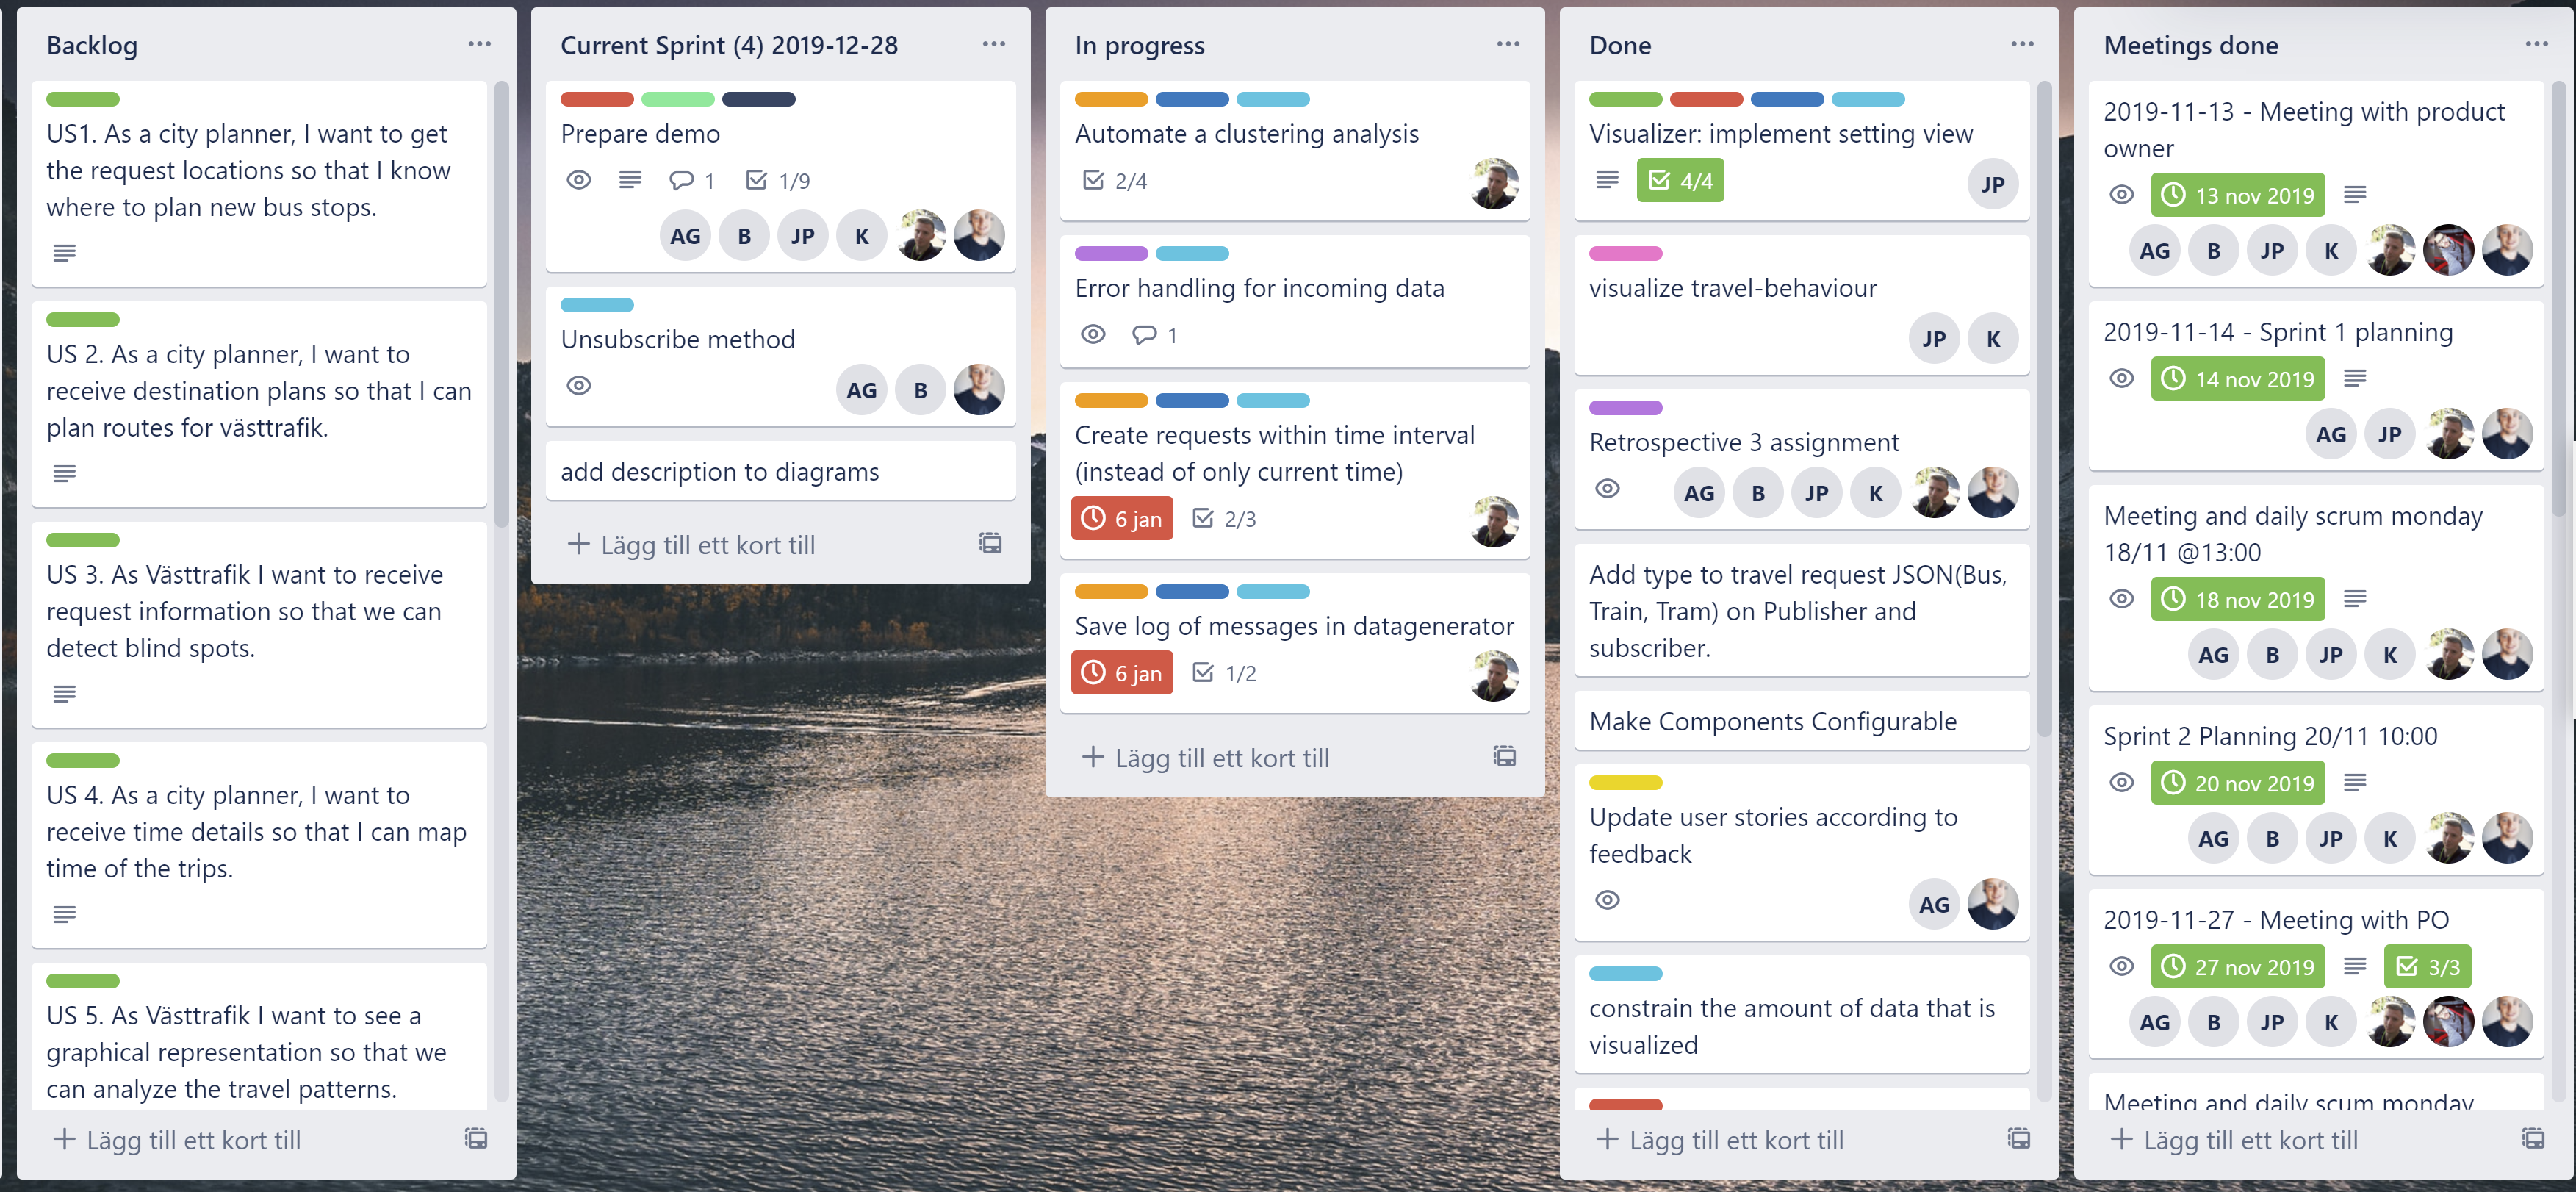 Backlog
US1. As a city planner, I want to get
the request locations so that I know
where to plan new bus stops.
US 2. As a city planner, I want to
receive destination plans so that I can
plan routes for västtrafik.
US 3. As Västtrafik I want to receive
request information so that we can
detect blind spots.
US 4. As a city planner, I want to
receive time details so that I can map
time of the trips.
US 5. As Västtrafik I want to see a
graphical representation so that we
can analyze the travel patterns.
Lägg till ett kort till
Current Sprint (4) 2019-12-28
Prepare demo
1 1/9
AG B JP K
Unsubscribe method
AG B
add description to diagrams
Lägg till ett kort till
In progress
Automate a clustering analysis
2/4
Error handling for incoming data
1
Create requests within time interval
(instead of only current time)
6 jan 2/3
Save log of messages in datagenerator
6 jan 1/2
Lägg till ett kort till
Done
Visualizer: implement setting view
4/4 JP
visualize travel-behaviour
JP K
Retrospective 3 assignment
AG B JP K
Add type to travel request JSON(Bus,
Train, Tram) on Publisher and
subscriber.
Make Components Configurable
Update user stories according to
feedback
AG
constrain the amount of data that is
visualized
Lägg till ett kort till
Meetings done
2019-11-13 - Meeting with product
owner
13 nov 2019
AG B JP K
2019-11-14 - Sprint 1 planning
14 nov 2019
AG JP
Meeting and daily scrum monday
18/11 @13:00
18 nov 2019
AG B JP K
Sprint 2 Planning 20/11 10:00
20 nov 2019
AG B JP K
2019-11-27 - Meeting with PO
27 nov 2019 3/3
AG B JP K
Meeting and daily scum monday
Lägg till ett kort till